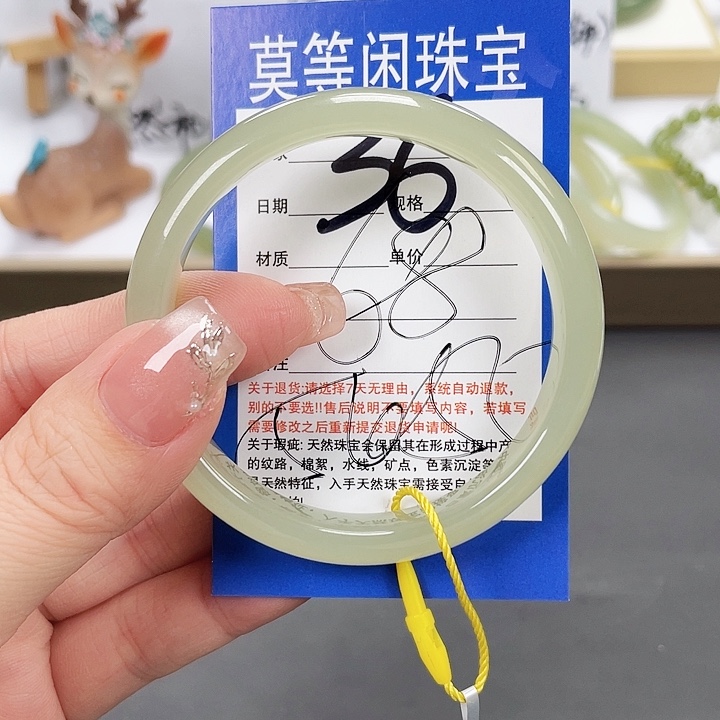 莫等闲珠宝
56
日期 规格
材质 单价
68
注
关于退货:请选择7天无理由，系统自动退款，
别的不要选!!售后说明不要填写内容，若填写
需要修改之后重新提交退货申请呢!
关于瑕疵: 天然珠宝会保留其在形成过程中产
的纹路，棉絮，水线，矿点，色素沉淀等
天然特征，入手天然珠宝需接受自